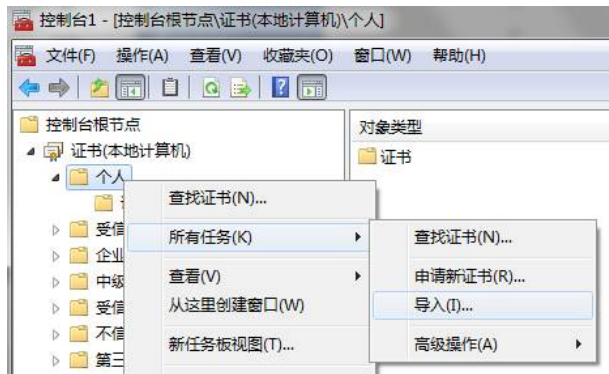 控制台1 - [控制台根节点\证书(本地计算机)\个人]
文件(F) 操作(A) 查看(V) 收藏夹(O) 窗口(W) 帮助(H)
控制台根节点
对象类型
证书(本地计算机)
证书
个人
查找证书(N)...
受信
所有任务(K)
查找证书(N)...
企业
中级
查看(V)
申请新证书(R)...
受信
从这里创建窗口(W)
导入(I)...
不信
新任务板视图(T)...
高级操作(A)
第三